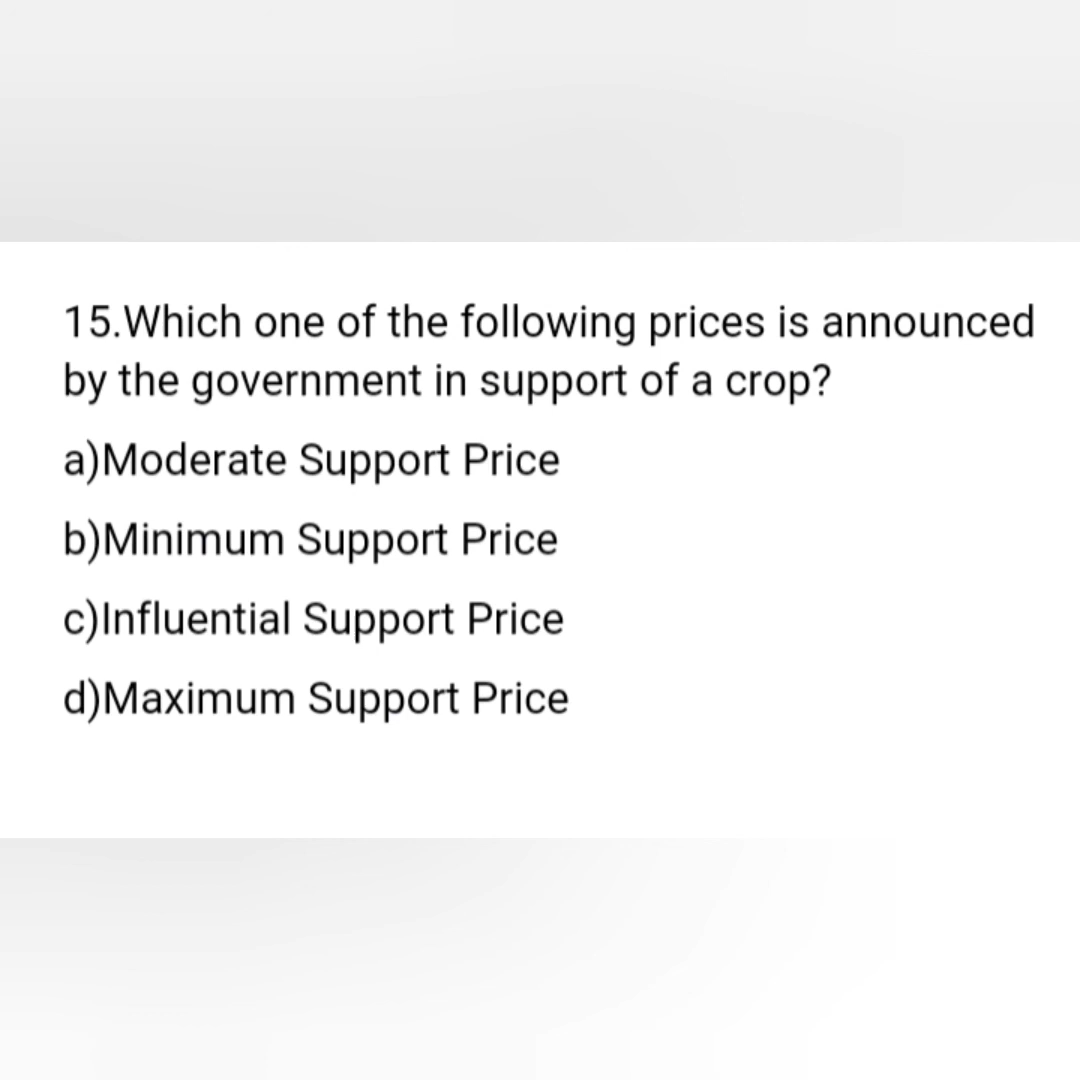 15.Which one of the following prices is announced
by the government in support of a crop?
a)Moderate Support Price
b)Minimum Support Price
c)Influential Support Price
d)Maximum Support Price